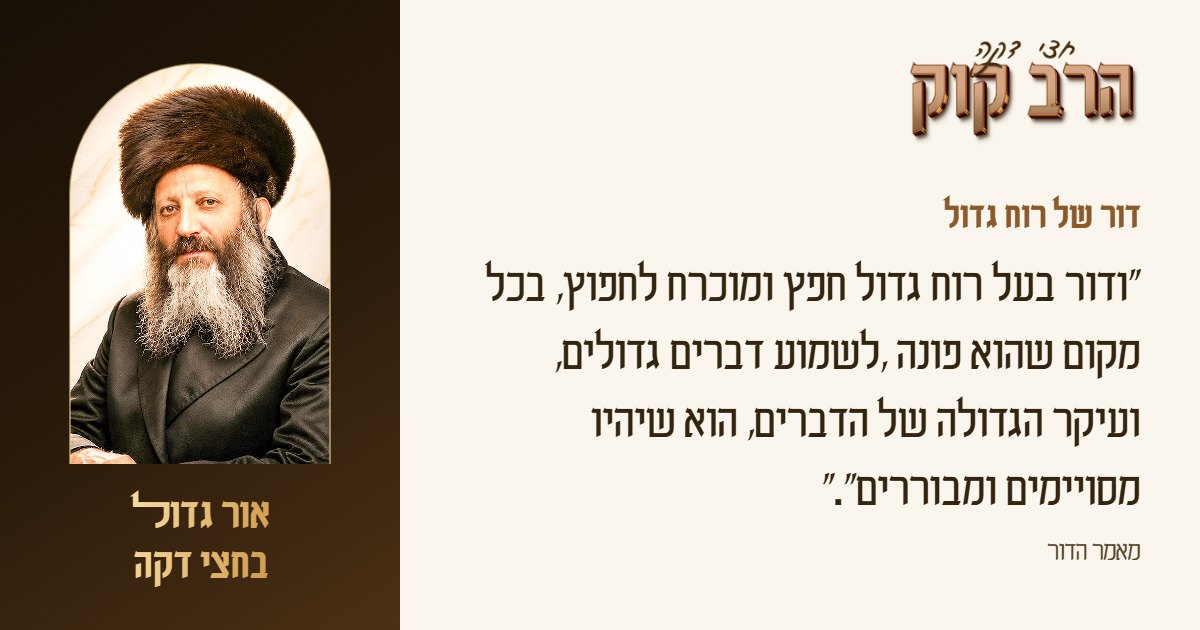 חצי דקה
הרב קוק
דור של רוח גדול
"ודור בעל רוח גדול חפץ ומוכרח לחפוץ, בכל
מקום שהוא פונה ,לשמוע דברים גדולים,
ועיקר הגדולה של הדברים, הוא שיהיו
מסויימים ומבוררים"."
מאמר הדור
אור גדול
בחצי דקה